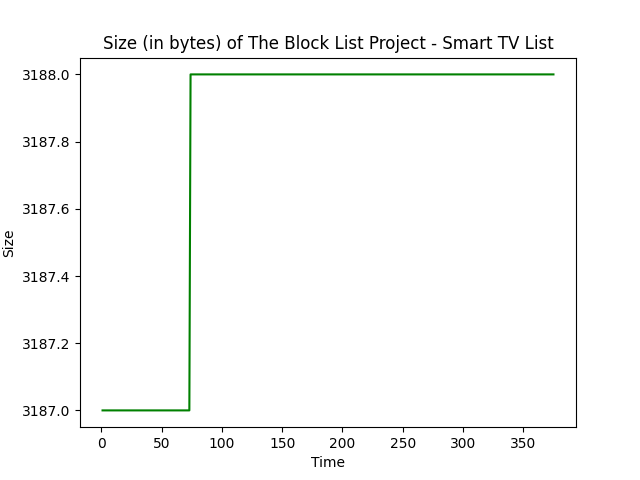 Size (in bytes) of The Block List Project - Smart TV List
3188.0
3187.8
3187.6
3187.4
3187.2
3187.0
Size
0 50 100 150 200 250 300 350
Time